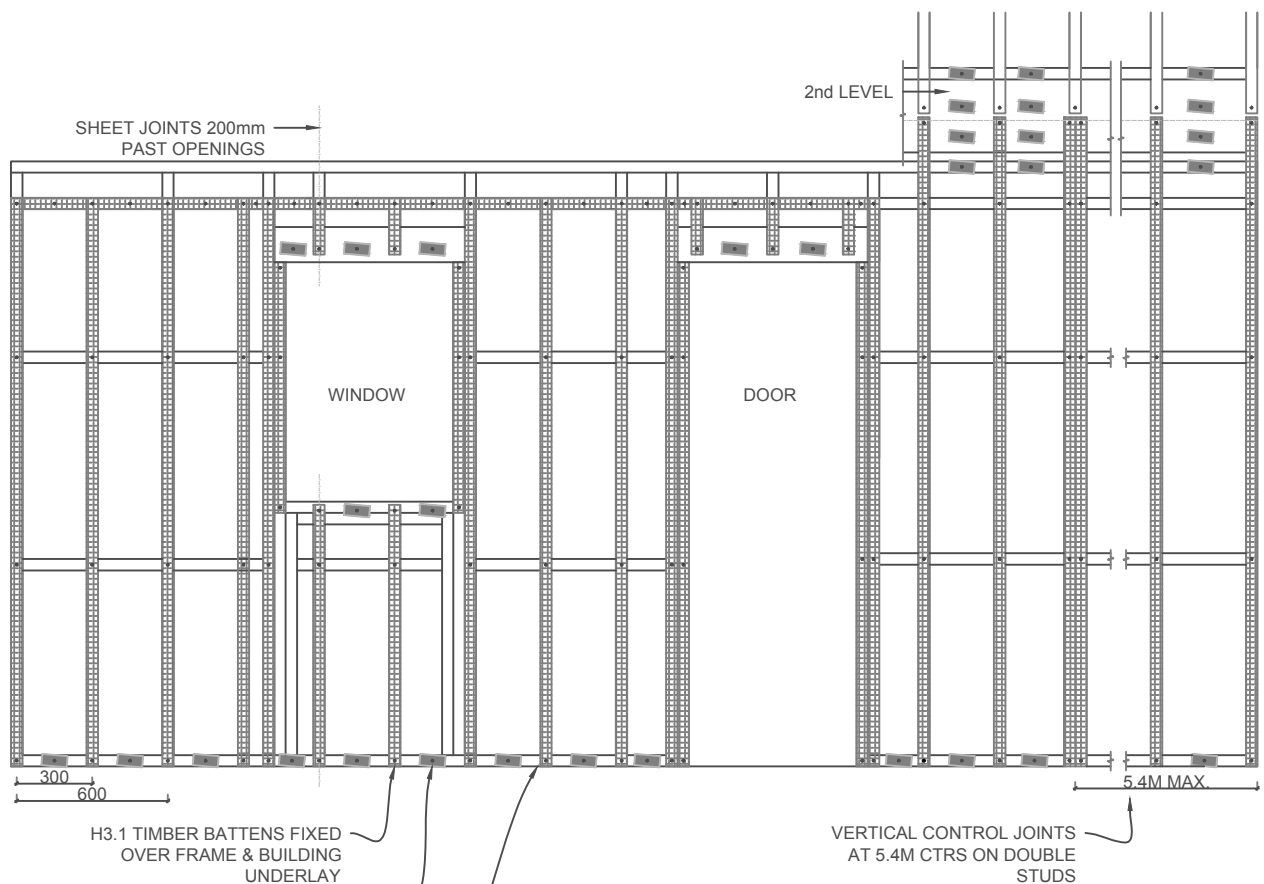 2nd LEVEL
SHEET JOINTS 200mm
PAST OPENINGS
WINDOW
DOOR
300
600
5.4M MAX.
H3.1 TIMBER BATTENS FIXED
OVER FRAME & BUILDING
UNDERLAY
VERTICAL CONTROL JOINTS
AT 5.4M CTRS ON DOUBLE
STUDS